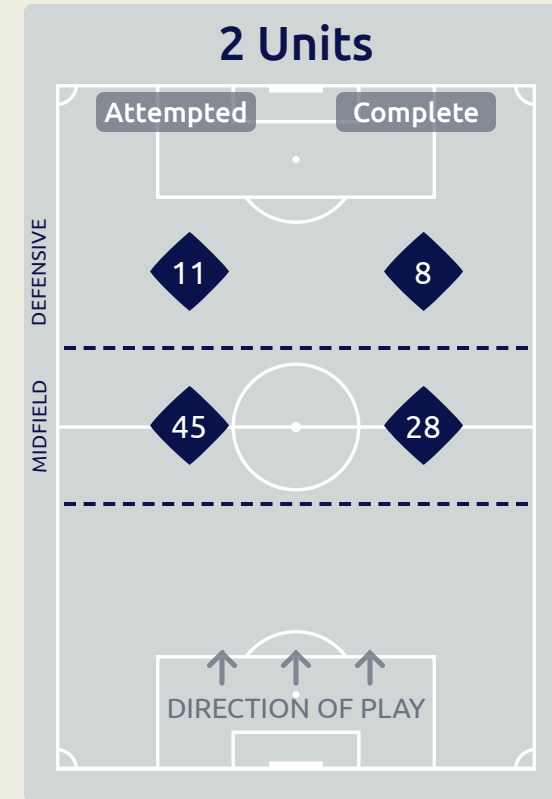 2 Units
Attempted
Complete
DEFENSIVE
11
8
MIDFIELD
45
28
DIRECTION OF PLAY